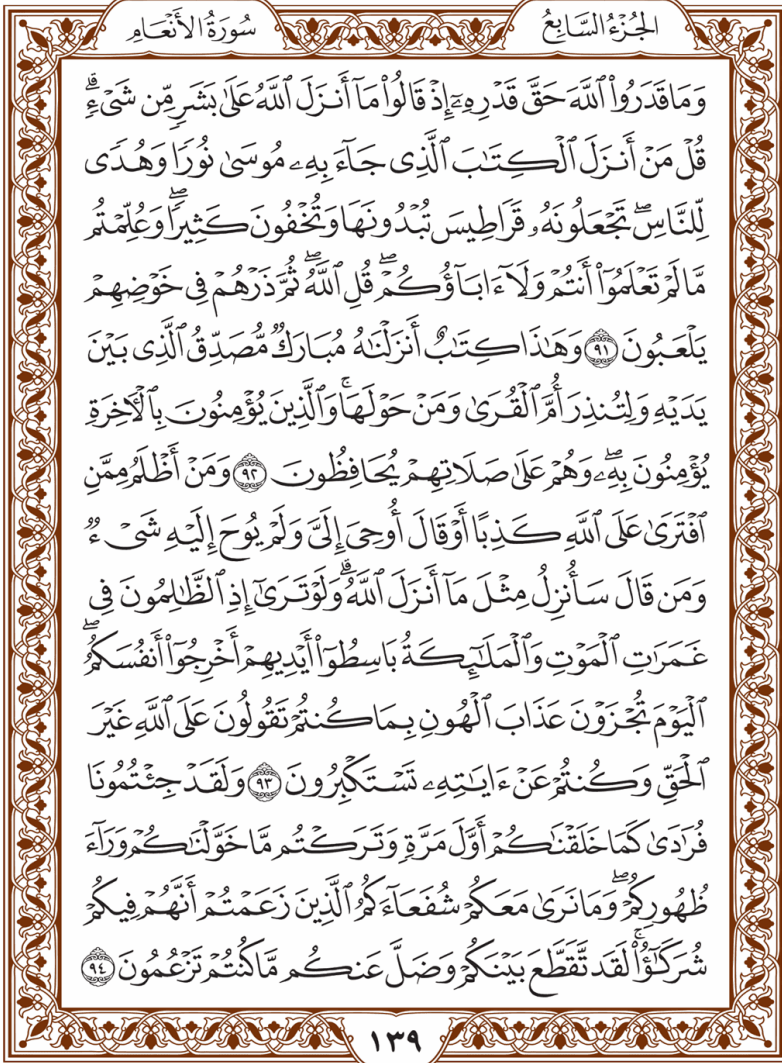 الجُزْءُ السَّابِعُ
سُورَةُ الأَنْعَامِ
وَمَا قَدَرُوا۟ ٱللَّهَ حَقَّ قَدْرِهِۦٓ إِذْ قَالُوا۟ مَآ أَنزَلَ ٱللَّهُ عَلَىٰ بَشَرٍ مِّن شَىْءٍ ۗ
قُلْ مَنْ أَنزَلَ ٱلْكِتَـٰبَ ٱلَّذِى جَآءَ بِهِۦ مُوسَىٰ نُورًا وَهُدًى
لِّلنَّاسِ ۖ تَجْعَلُونَهُۥ قَرَاطِيسَ تُبْدُونَهَا وَتُخْفُونَ كَثِيرًا ۖ وَعُلِّمْتُم
مَّا لَمْ تَعْلَمُوٓا۟ أَنتُمْ وَلَآ ءَابَآؤُكُمْ ۖ قُلِ ٱللَّهُ ۖ ثُمَّ ذَرْهُمْ فِى خَوْضِهِمْ
يَلْعَبُونَ ٩١ وَهَـٰذَا كِتَـٰبٌ أَنزَلْنَـٰهُ مُبَارَكٌ مُّصَدِّقُ ٱلَّذِى بَيْنَ
يَدَيْهِ وَلِتُنذِرَ أُمَّ ٱلْقُرَىٰ وَمَنْ حَوْلَهَا ۚ وَٱلَّذِينَ يُؤْمِنُونَ بِٱلْـَٔاخِرَةِ
يُؤْمِنُونَ بِهِۦ ۖ وَهُمْ عَلَىٰ صَلَاتِهِمْ يُحَافِظُونَ ٩٢ وَمَنْ أَظْلَمُ مِمَّنِ
ٱفْتَرَىٰ عَلَى ٱللَّهِ كَذِبًا أَوْ قَالَ أُوحِىَ إِلَىَّ وَلَمْ يُوحَ إِلَيْهِ شَىْءٌ
وَمَن قَالَ سَأُنزِلُ مِثْلَ مَآ أَنزَلَ ٱللَّهُ ۗ وَلَوْ تَرَىٰٓ إِذِ ٱلظَّـٰلِمُونَ فِى
غَمَرَٰتِ ٱلْمَوْتِ وَٱلْمَلَـٰٓئِكَةُ بَاسِطُوٓا۟ أَيْدِيهِمْ أَخْرِجُوٓا۟ أَنفُسَكُمُ ۖ
ٱلْيَوْمَ تُجْزَوْنَ عَذَابَ ٱلْهُونِ بِمَا كُنتُمْ تَقُولُونَ عَلَى ٱللَّهِ غَيْرَ
ٱلْحَقِّ وَكُنتُمْ عَنْ ءَايَـٰتِهِۦ تَسْتَكْبِرُونَ ٩٣ وَلَقَدْ جِئْتُمُونَا
فُرَٰدَىٰ كَمَا خَلَقْنَـٰكُمْ أَوَّلَ مَرَّةٍ وَتَرَكْتُم مَّا خَوَّلْنَـٰكُمْ وَرَآءَ
ظُهُورِكُمْ ۖ وَمَا نَرَىٰ مَعَكُمْ شُفَعَآءَكُمُ ٱلَّذِينَ زَعَمْتُمْ أَنَّهُمْ فِيكُمْ
شُرَكَـٰٓؤُا۟ ۚ لَقَد تَّقَطَّعَ بَيْنَكُمْ وَضَلَّ عَنكُم مَّا كُنتُمْ تَزْعُمُونَ ٩٤
١٣٩